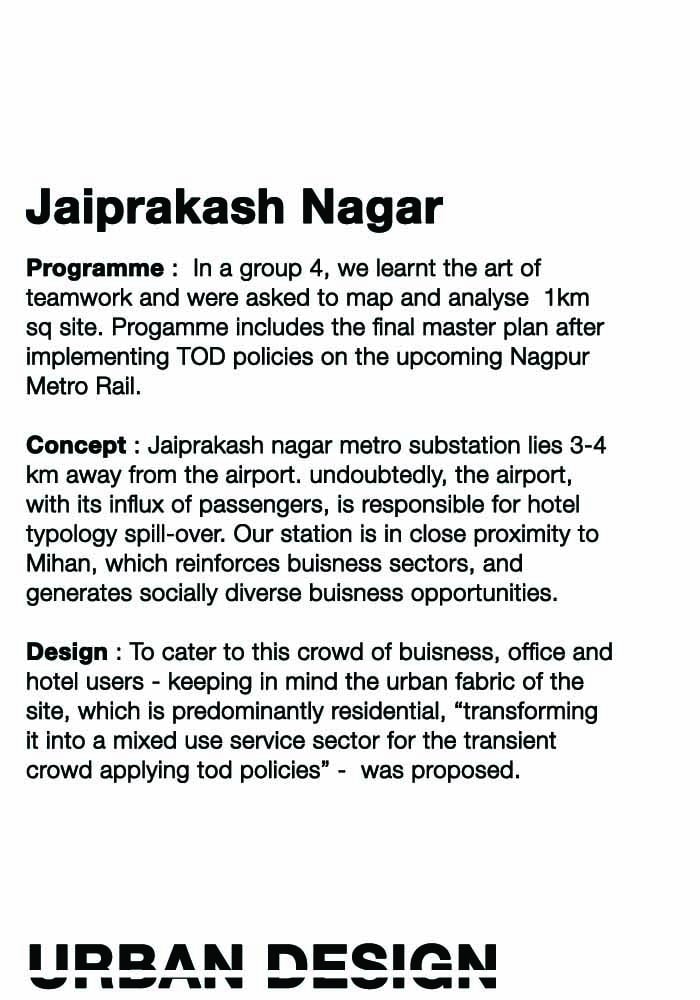 Jaiprakash Nagar
Programme :  In a group 4, we learnt the art of
teamwork and were asked to map and analyse  1km
sq site. Progamme includes the final master plan after
implementing TOD policies on the upcoming Nagpur
Metro Rail.
Concept : Jaiprakash nagar metro substation lies 3-4
km away from the airport. undoubtedly, the airport,
with its influx of passengers, is responsible for hotel
typology spill-over. Our station is in close proximity to
Mihan, which reinforces buisness sectors, and
generates socially diverse buisness opportunities.
Design : To cater to this crowd of buisness, office and
hotel users - keeping in mind the urban fabric of the
site, which is predominantly residential, “transforming
it into a mixed use service sector for the transient
crowd applying tod policies” -  was proposed.
URBAN DESIGN